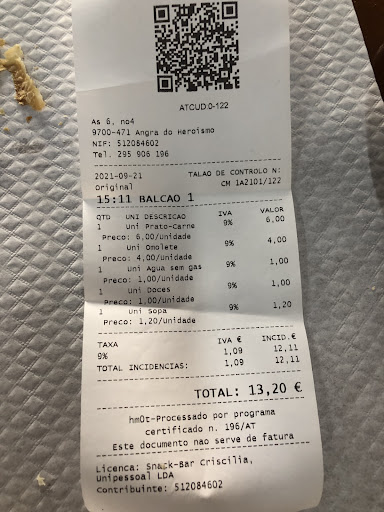 ATCUD:0-122
As 6, no4
9700-471 Angra do Heroismo
NIF: 512084602
Tel. 295 906 196
2021-09-21 TALAO DE CONTROLO N:
Original CM 1A2101/122
15:11 BALCAO 1
QTD UNI DESCRICAO IVA VALOR
1 Uni Prato-Carne 9% 6,00
Preco: 6,00/Unidade
1 Uni Omolete 9% 4,00
Preco: 4,00/Unidade
1 Uni Agua sem gas 9% 1,00
Preco: 1,00/Unidade
1 Uni Doces 9% 1,00
Preco: 1,00/Unidade
1 Uni Sopa 9% 1,20
Preco: 1,20/Unidade
TAXA IVA € INCID.€
9% 1,09 12,11
TOTAL INCIDENCIAS: 1,09 12,11
TOTAL: 13,20 €
hmOt-Processado por programa
certificado n. 196/AT
Este documento nao serve de fatura
Licenca: Snack-Bar Criscilia,
Unipessoal LDA
Contribuinte: 512084602